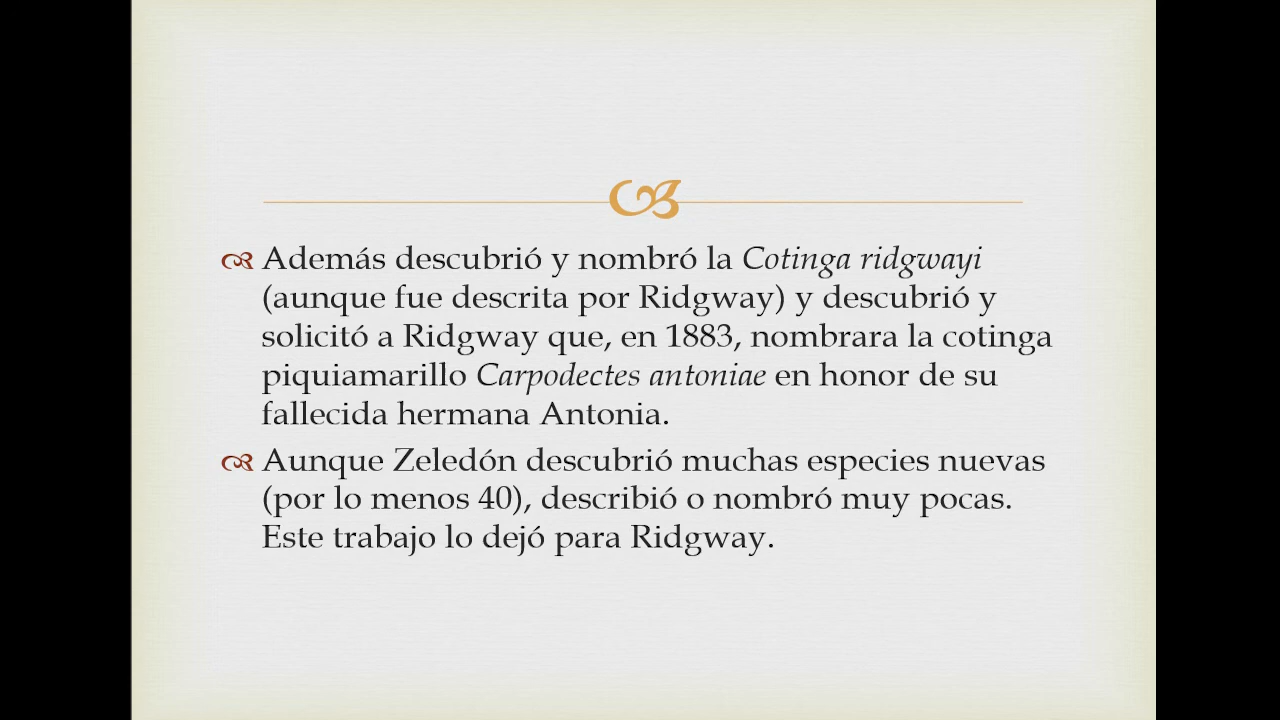 Además descubrió y nombró la Cotinga ridgwayi
(aunque fue descrita por Ridgway) y descubrió y
solicitó a Ridgway que, en 1883, nombrara la cotinga
piquiamarillo Carpodectes antoniae en honor de su
fallecida hermana Antonia.
Aunque Zeledón descubrió muchas especies nuevas
(por lo menos 40), describió o nombró muy pocas.
Este trabajo lo dejó para Ridgway.